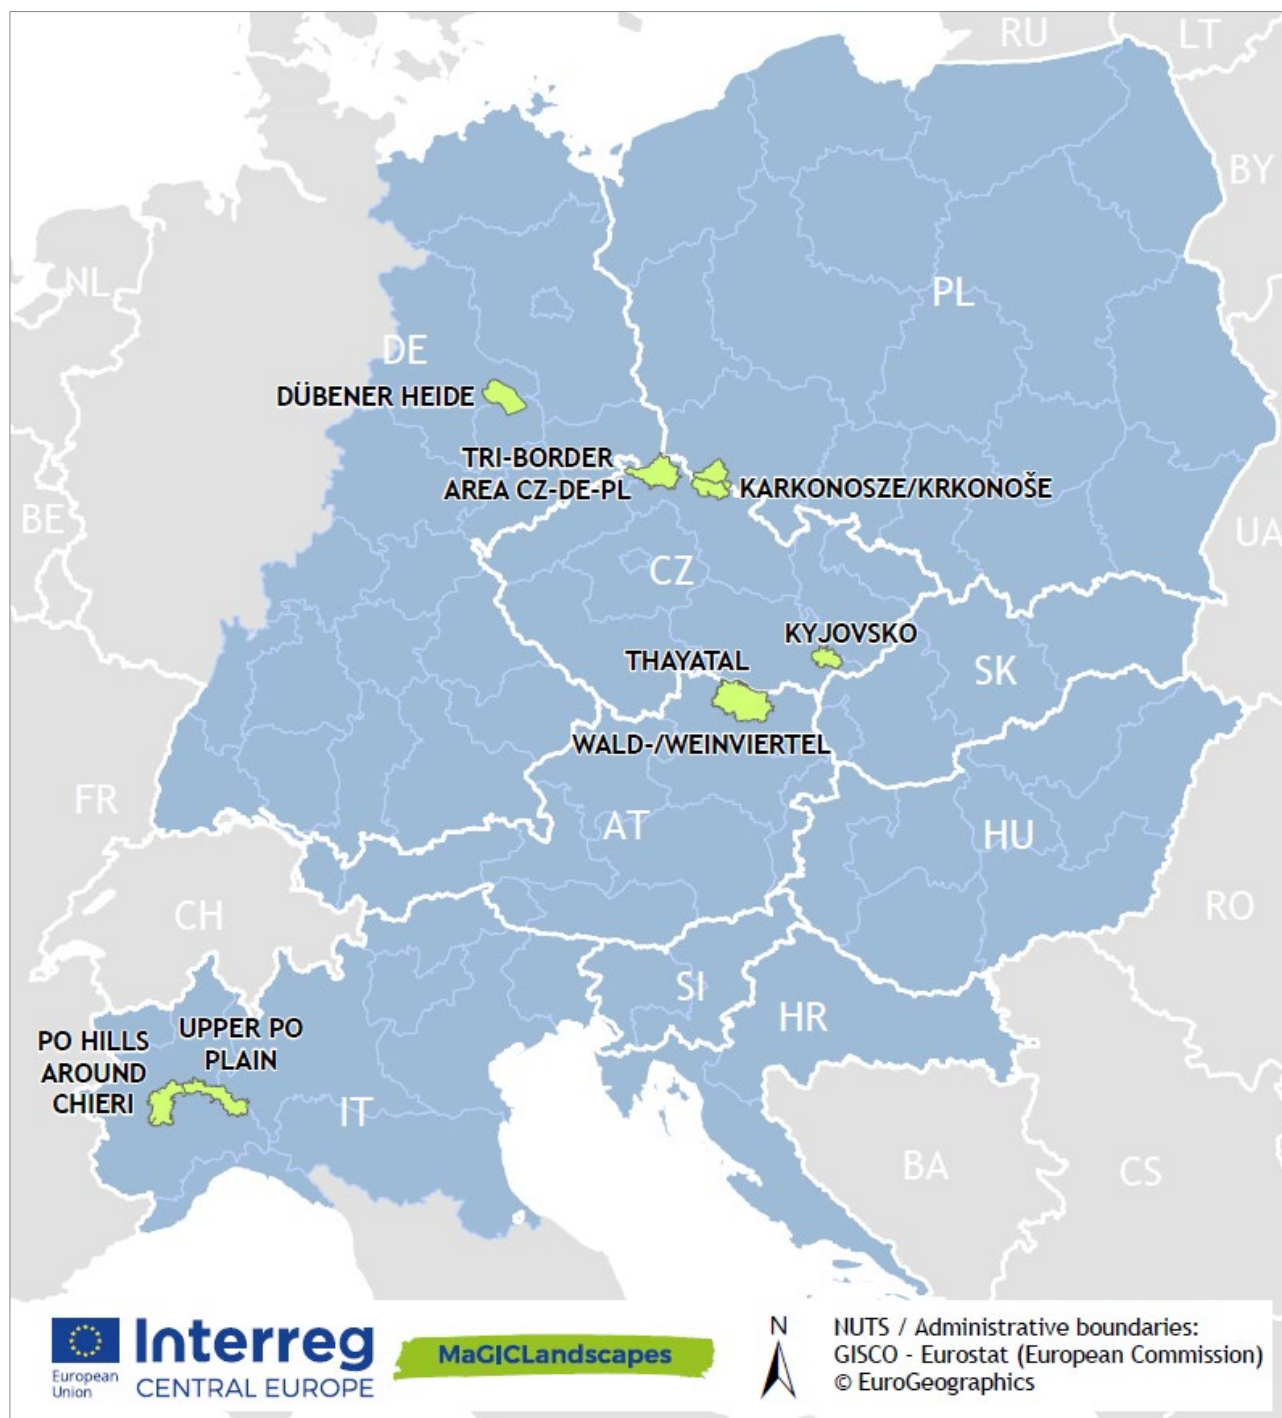 RU
LT
BY
NL
PL
DE
DÜBENER HEIDE
TRI-BORDER
AREA CZ-DE-PL
KARKONOSZE/KRKONOŠE
BE
UA
CZ
KYJOVSKO
THAYATAL
SK
WALD-/WEINVIERTEL
FR
AT
HU
CH
RO
SI
HR
PO HILLS
AROUND
CHIERI
UPPER PO
PLAIN
IT
BA
CS
European
Union
Interreg
CENTRAL EUROPE
MaGICLandscapes
N
NUTS / Administrative boundaries:
GISCO - Eurostat (European Commission)
© EuroGeographics